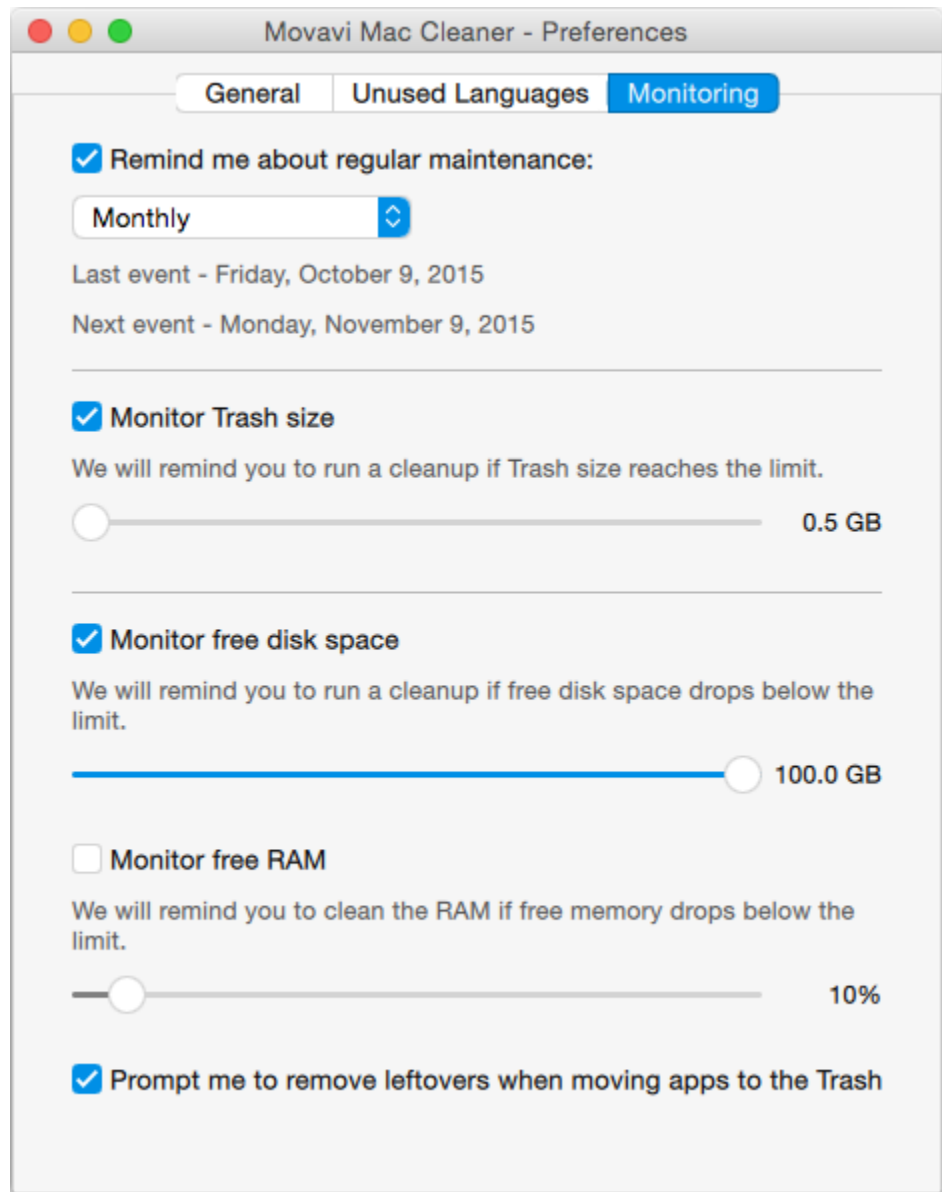 Movavi Mac Cleaner - Preferences
General Unused Languages Monitoring
Remind me about regular maintenance:
Monthly
Last event - Friday, October 9, 2015
Next event - Monday, November 9, 2015
Monitor Trash size
We will remind you to run a cleanup if Trash size reaches the limit.
0.5 GB
Monitor free disk space
We will remind you to run a cleanup if free disk space drops below the
limit.
100.0 GB
Monitor free RAM
We will remind you to clean the RAM if free memory drops below the
limit.
10%
Prompt me to remove leftovers when moving apps to the Trash